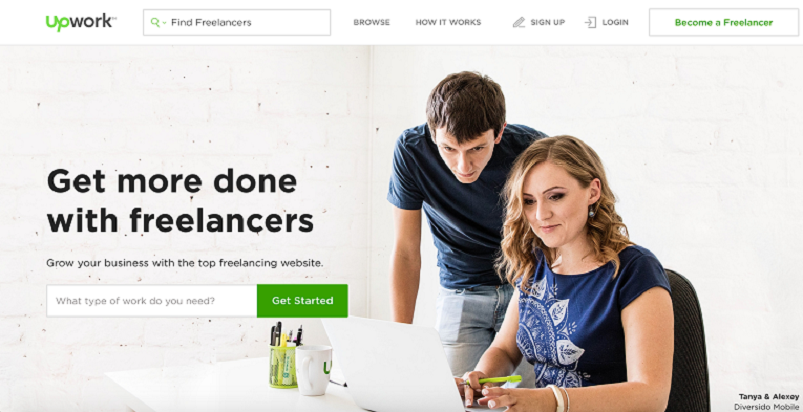 Upwork
Find Freelancers
BROWSE
HOW IT WORKS
SIGN UP
LOGIN
Become a Freelancer
Get more done
with freelancers
Grow your business with the top freelancing website.
What type of work do you need?
Get Started
Tanya & Alexey
Diversido Mobile